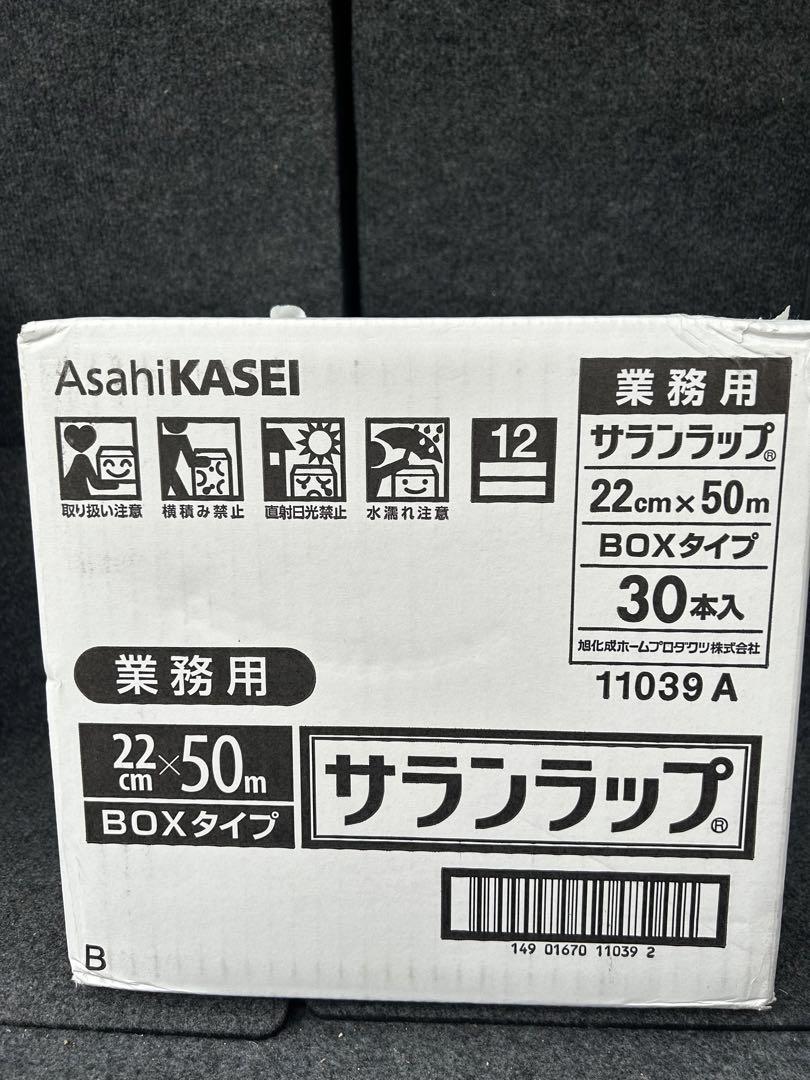 AsahiKASEI
取り扱い注意
横積み禁止
直射日光禁止
水濡れ注意
12
業務用
サランラップ®
22cm×50m
BOXタイプ
30本入
旭化成ホームプロダクツ株式会社
11039 A
業務用
22cm×50m
BOXタイプ
サランラップ®
149 01670 11039 2
B